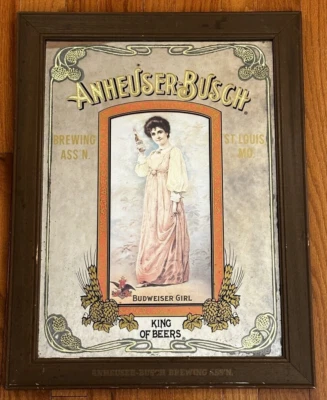 ANHEUSER-BUSCH
BREWING
ASS'N.
ST. LOUIS
MO.
BUDWEISER GIRL
KING
OF BEERS
ANHEUSER-BUSCH BREWING ASS'N.